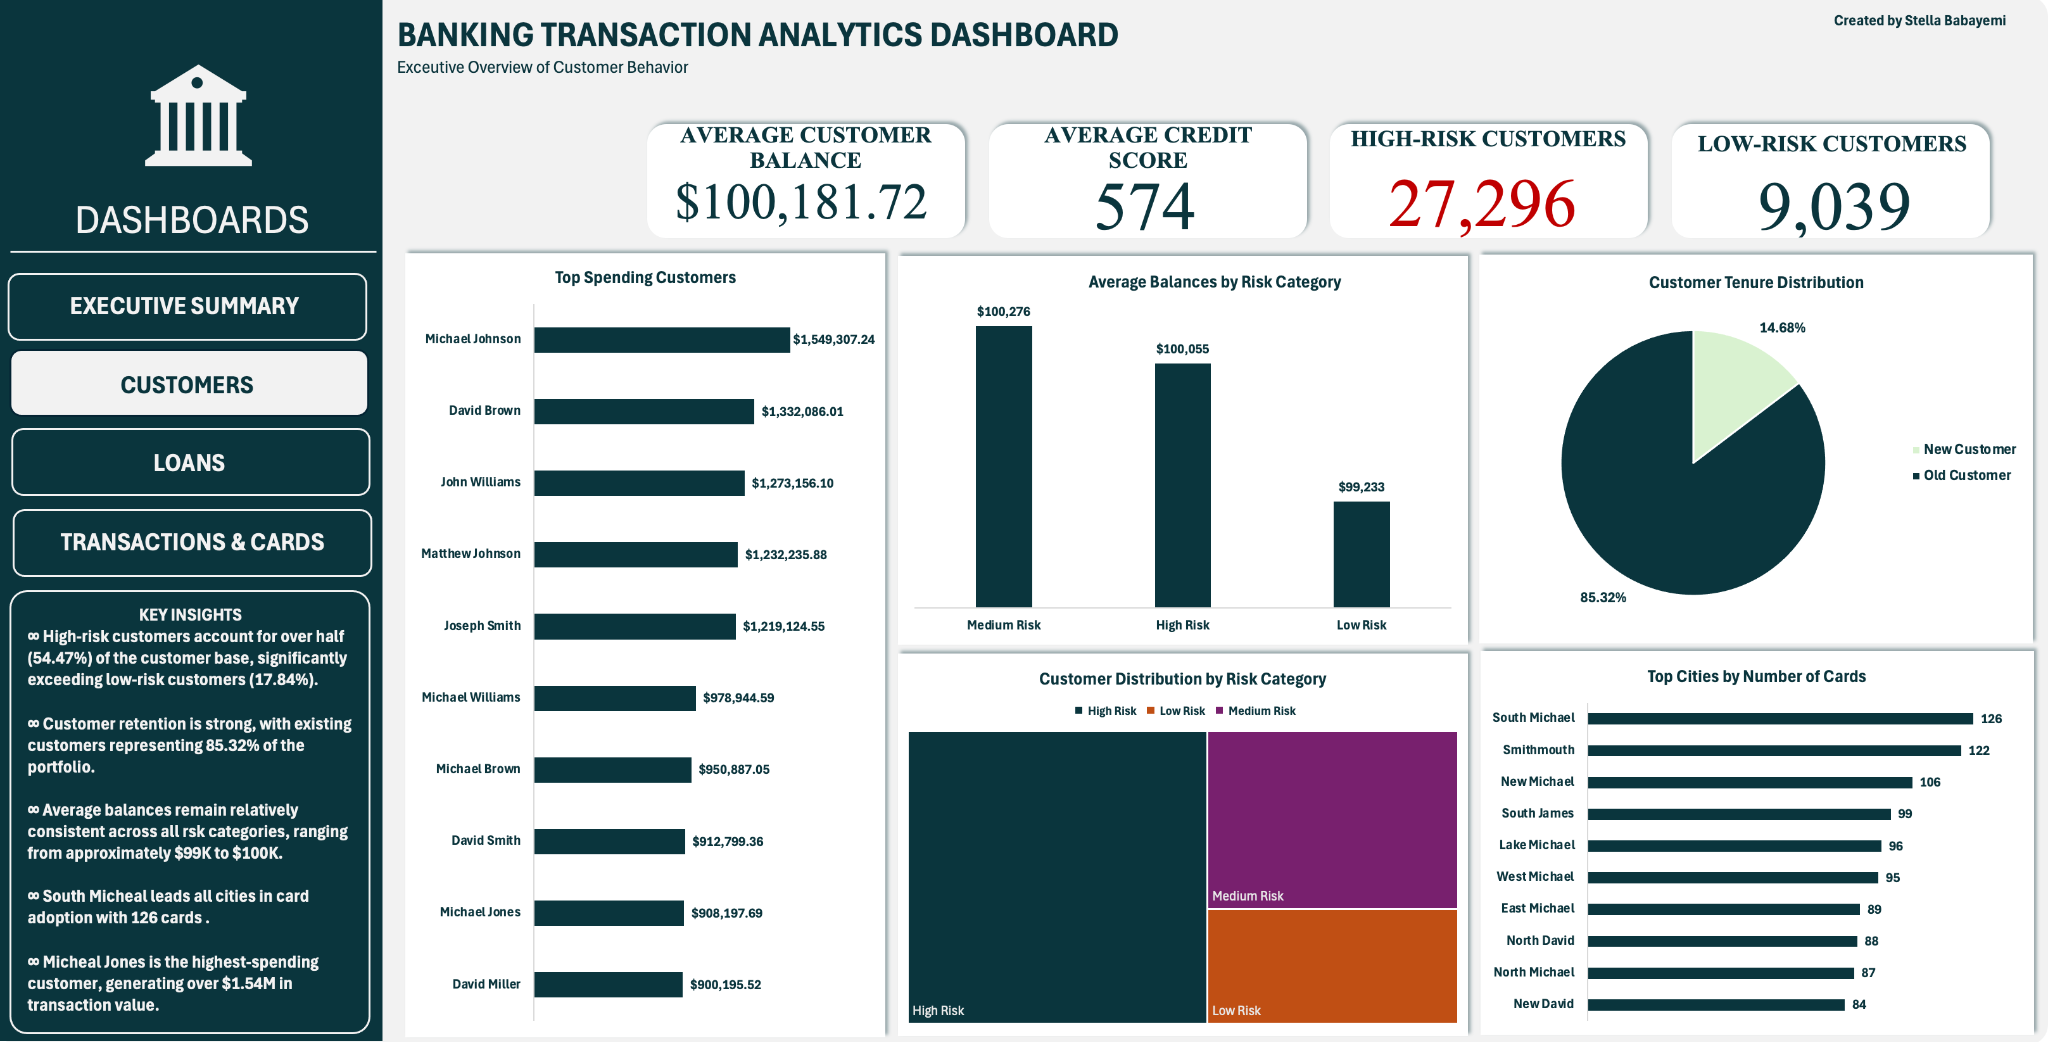 BANKING TRANSACTION ANALYTICS DASHBOARD
Excecutive Overview of Customer Behavior
Created by Stella Babayemi
DASHBOARDS
EXECUTIVE SUMMARY
CUSTOMERS
LOANS
TRANSACTIONS & CARDS
KEY INSIGHTS
∞ High-risk customers account for over half
(54.47%) of the customer base, significantly
exceeding low-risk customers (17.84%).
∞ Customer retention is strong, with existing
customers representing 85.32% of the
portfolio.
∞ Average balances remain relatively
consistent across all rsk categories, ranging
from approximately $99K to $100K.
∞ South Micheal leads all cities in card
adoption with 126 cards .
∞ Micheal Jones is the highest-spending
customer, generating over $1.54M in
transaction value.
AVERAGE CUSTOMER
BALANCE
$100,181.72
AVERAGE CREDIT
SCORE
574
HIGH-RISK CUSTOMERS
27,296
LOW-RISK CUSTOMERS
9,039
Top Spending Customers
Michael Johnson $1,549,307.24
David Brown $1,332,086.01
John Williams $1,273,156.10
Matthew Johnson $1,232,235.88
Joseph Smith $1,219,124.55
Michael Williams $978,944.59
Michael Brown $950,887.05
David Smith $912,799.36
Michael Jones $908,197.69
David Miller $900,195.52
Average Balances by Risk Category
$100,276
$100,055
$99,233
Medium Risk High Risk Low Risk
Customer Tenure Distribution
14.68%
85.32%
New Customer
Old Customer
Customer Distribution by Risk Category
High Risk Low Risk Medium Risk
Medium Risk
High Risk
Low Risk
Top Cities by Number of Cards
South Michael 126
Smithmouth 122
New Michael 106
South James 99
Lake Michael 96
West Michael 95
East Michael 89
North David 88
North Michael 87
New David 84